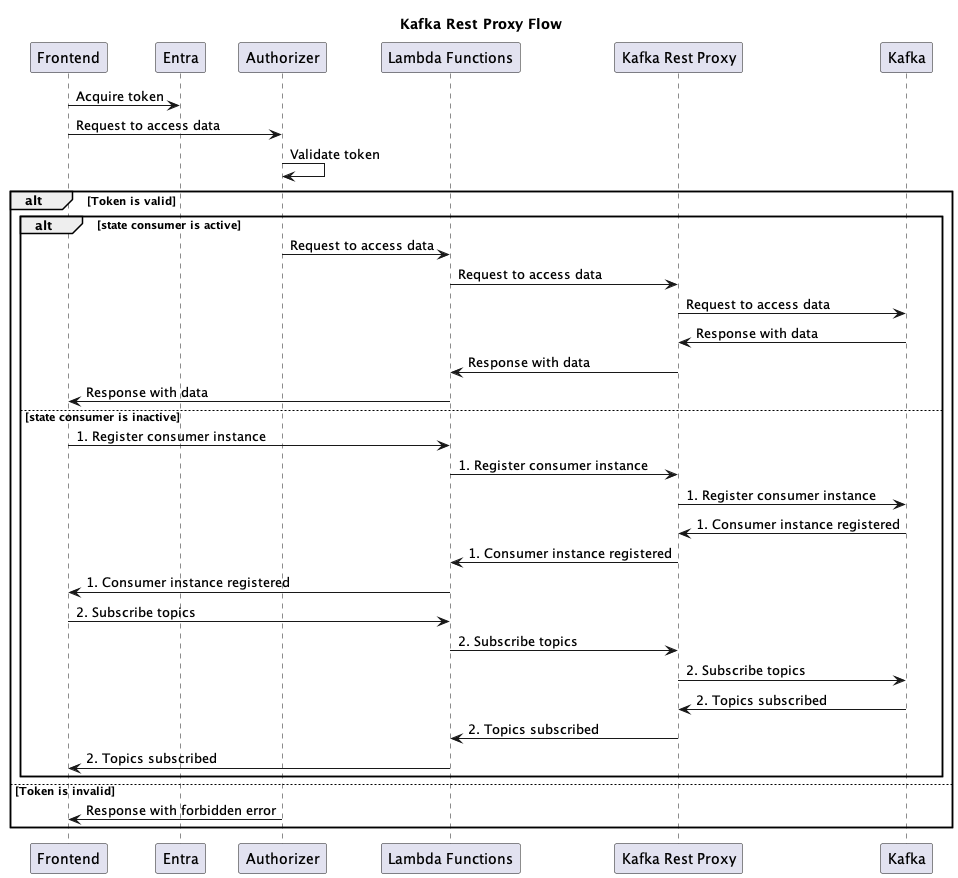 Kafka Rest Proxy Flow
Frontend Entra Authorizer Lambda Functions Kafka Rest Proxy Kafka
Acquire token
Request to access data
Validate token
alt [Token is valid]
alt [state consumer is active]
Request to access data
Request to access data
Request to access data
Response with data
Response with data
Response with data
[state consumer is inactive]
1. Register consumer instance
1. Register consumer instance
1. Register consumer instance
1. Consumer instance registered
1. Consumer instance registered
1. Consumer instance registered
2. Subscribe topics
2. Subscribe topics
2. Subscribe topics
2. Topics subscribed
2. Topics subscribed
2. Topics subscribed
[Token is invalid]
Response with forbidden error
Frontend Entra Authorizer Lambda Functions Kafka Rest Proxy Kafka